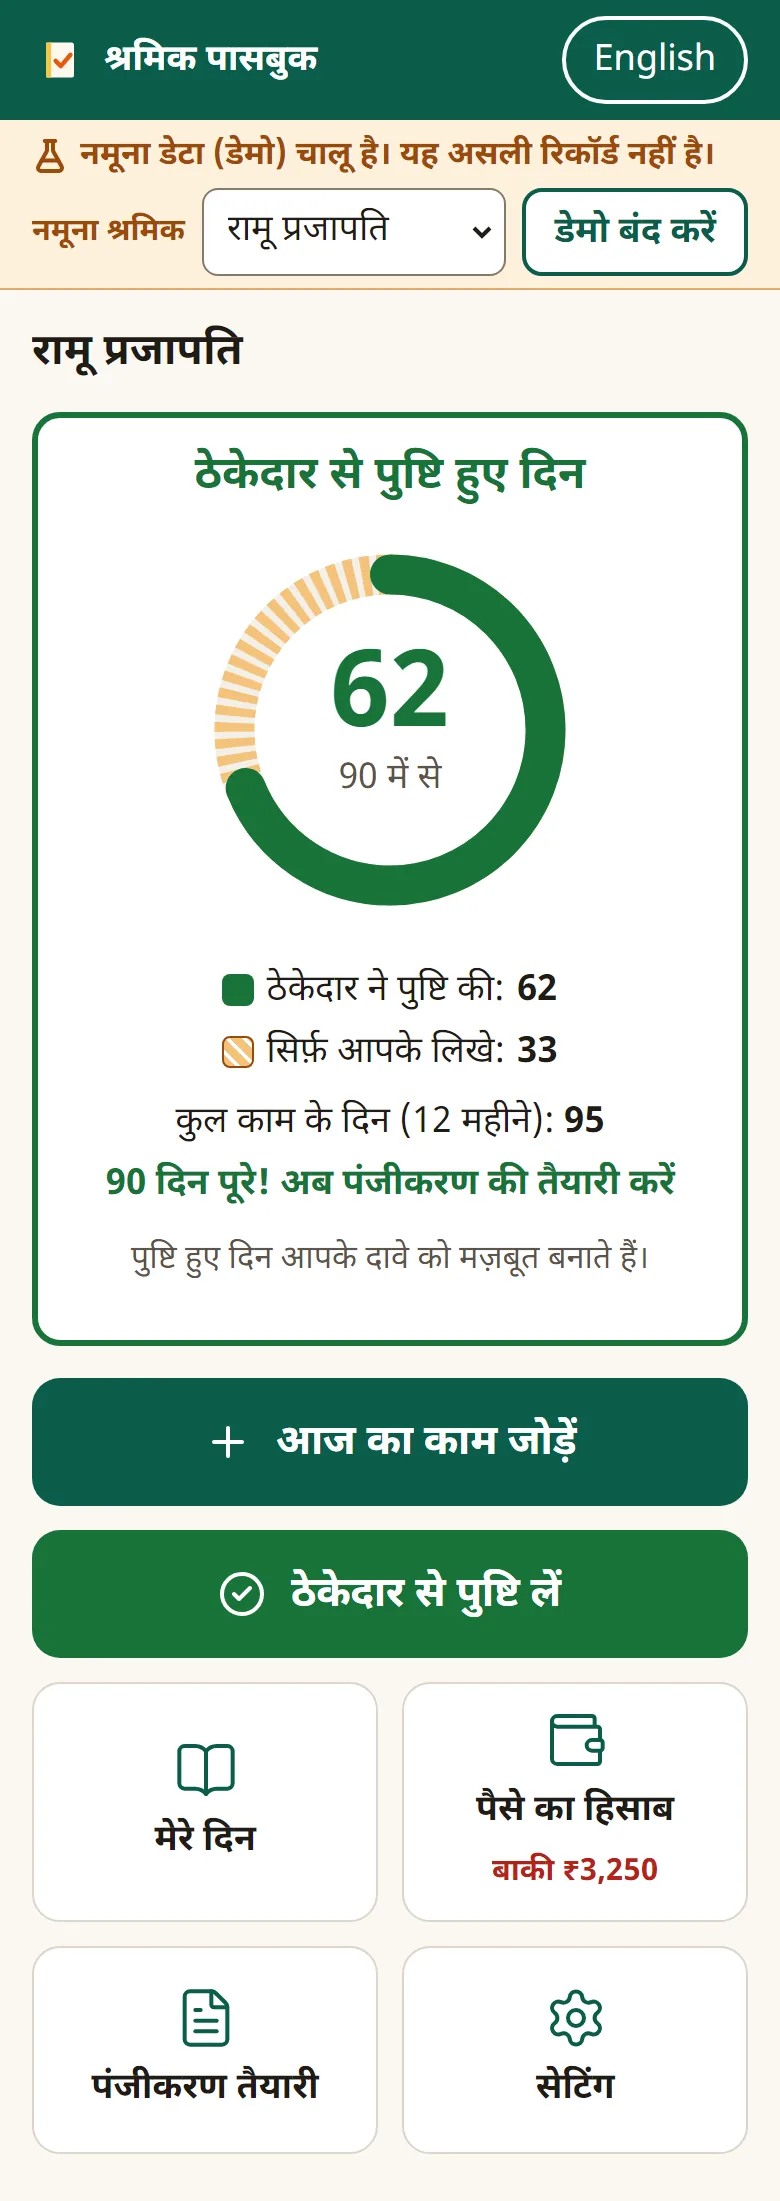 श्रमिक पासबुक
English
नमूना डेटा (डेमो) चालू है। यह असली रिकॉर्ड नहीं है।
नमूना श्रमिक
रामू प्रजापति
डेमो बंद करें
रामू प्रजापति
ठेकेदार से पुष्टि हुए दिन
62
90 में से
ठेकेदार ने पुष्टि की: 62
सिर्फ़ आपके लिखे: 33
कुल काम के दिन (12 महीने): 95
90 दिन पूरे! अब पंजीकरण की तैयारी करें
पुष्टि हुए दिन आपके दावे को मज़बूत बनाते हैं।
आज का काम जोड़ें
ठेकेदार से पुष्टि लें
मेरे दिन
पैसे का हिसाब
बाकी ₹3,250
पंजीकरण तैयारी
सेटिंग